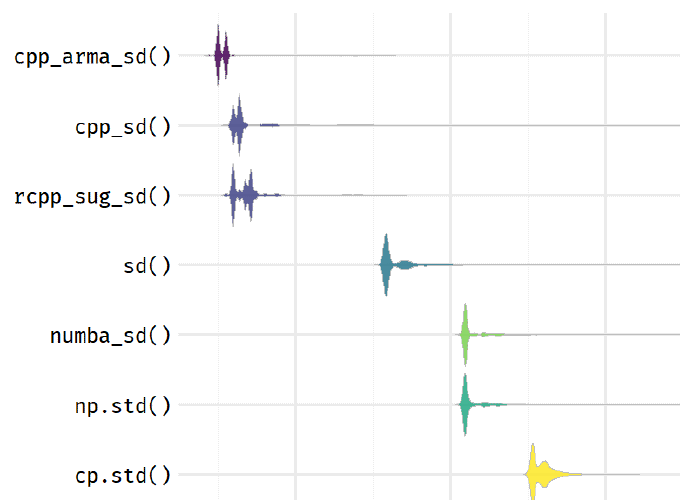 cpp_arma_sd()
cpp_sd()
rcpp_sug_sd()
sd()
numba_sd()
np.std()
cp.std()